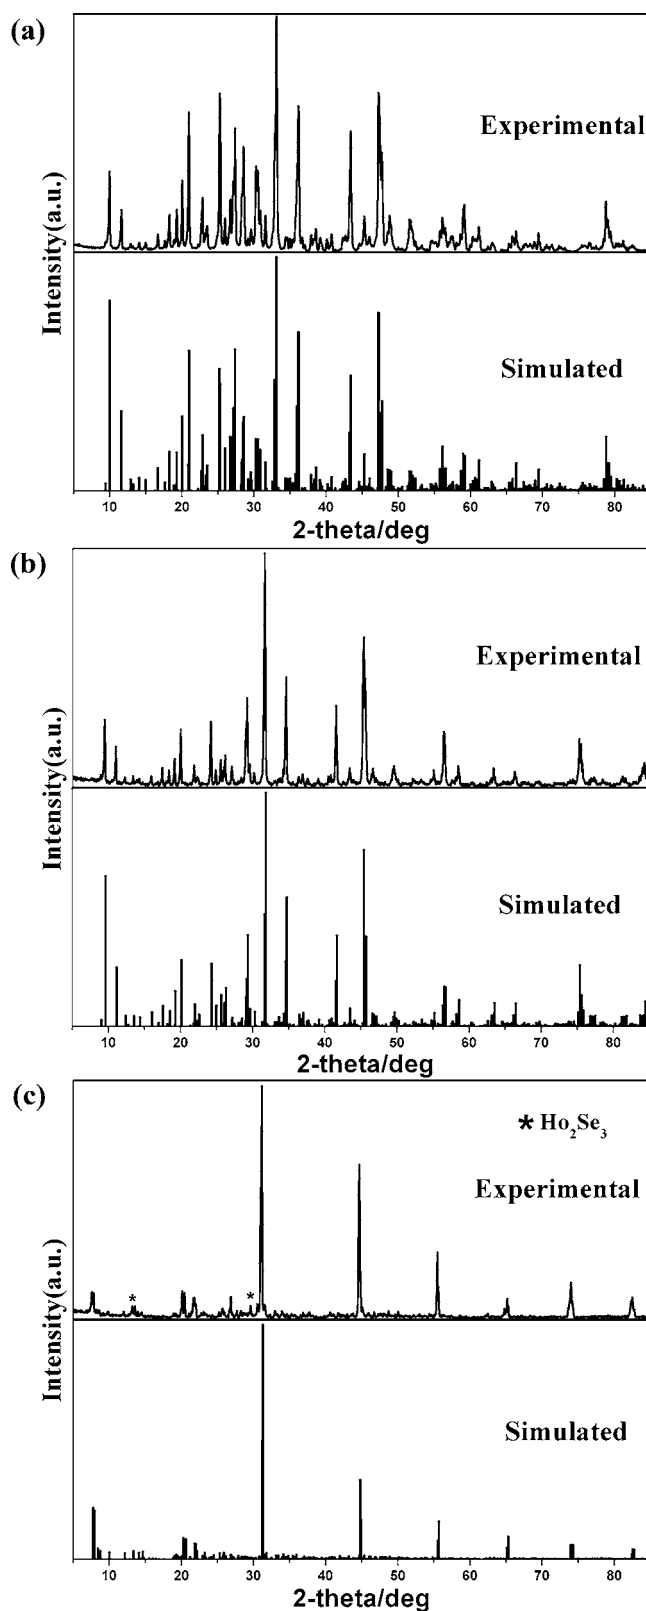 (a)
Experimental
Intensity(a.u.)
Simulated
10 20 30 40 50 60 70 80
2-theta/deg
(b)
Experimental
Intensity(a.u.)
Simulated
10 20 30 40 50 60 70 80
2-theta/deg
(c)
* Ho2Se3
Experimental
* *
Intensity(a.u.)
Simulated
10 20 30 40 50 60 70 80
2-theta/deg